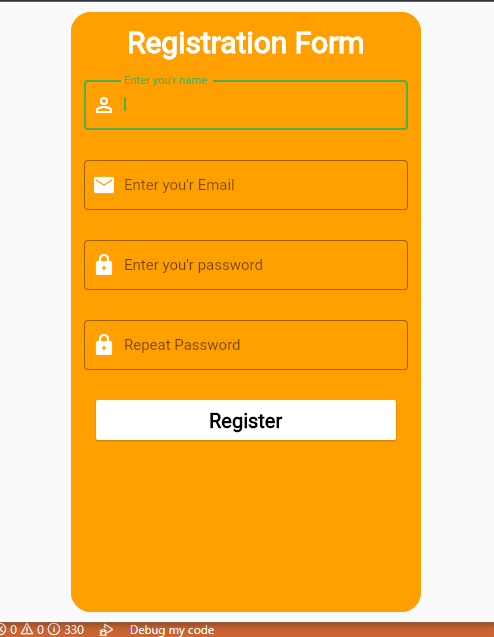 Registration Form
Enter you'r name
Enter you'r Email
Enter you'r password
Repeat Password
Register
0 0 330 Debug my code